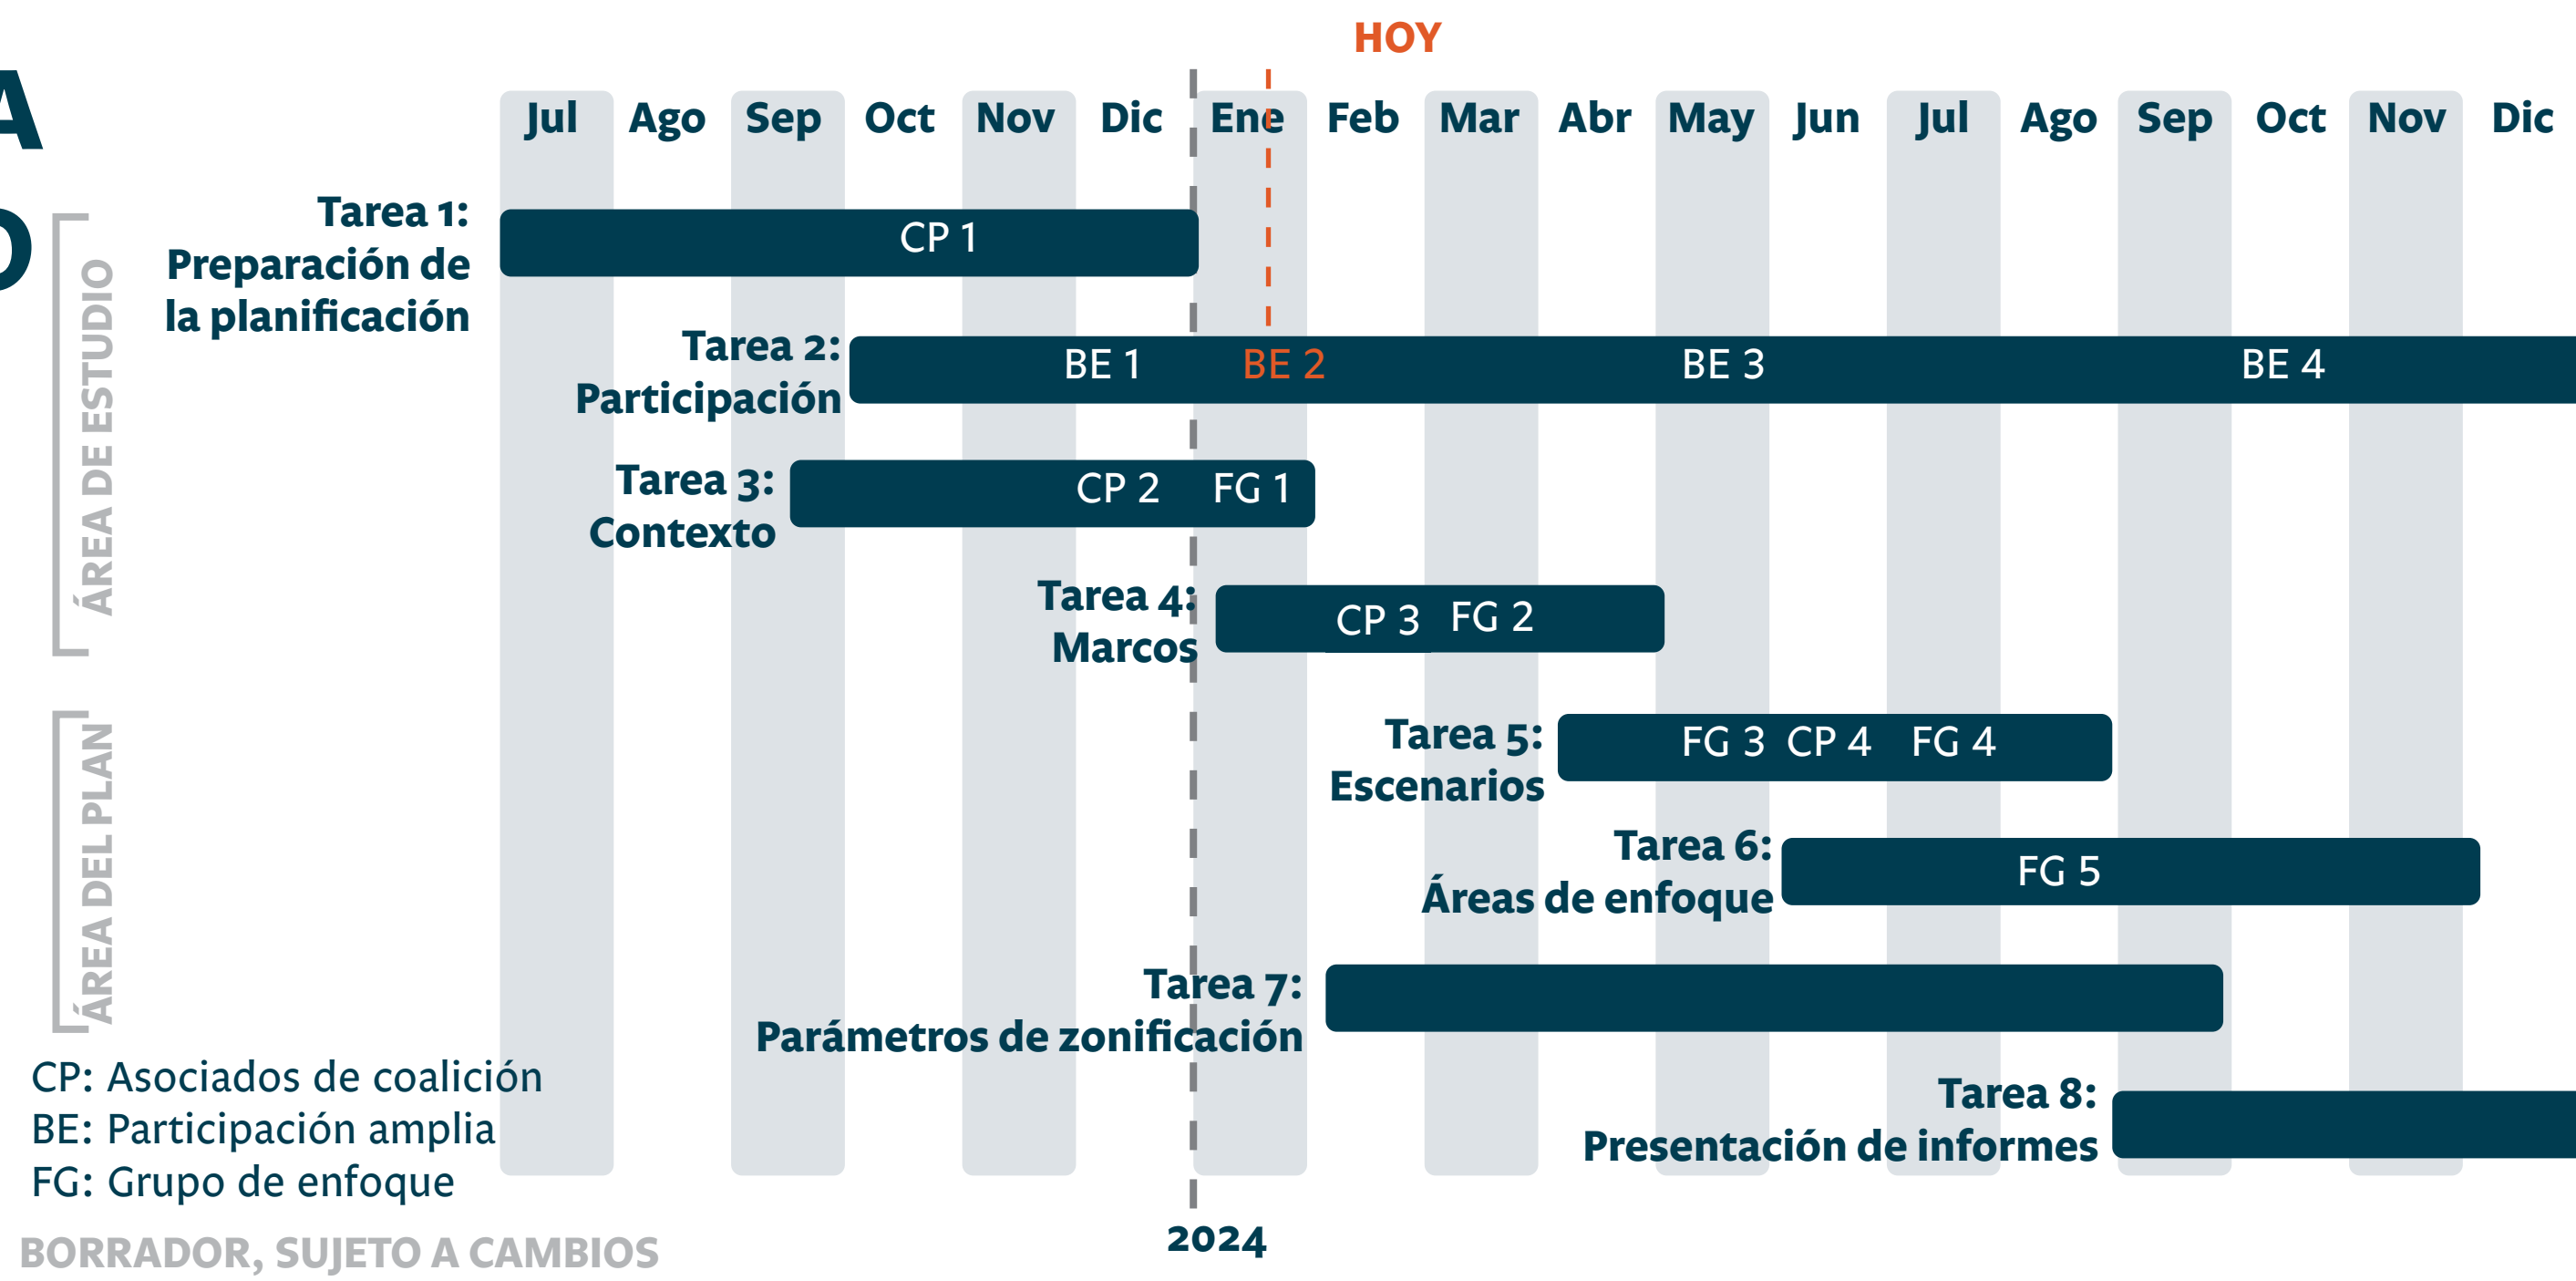 HOY
A
O
Jul Ago Sep Oct Nov Dic Ene Feb Mar Abr May Jun Jul Ago Sep Oct Nov Dic
ÁREA DE ESTUDIO
Tarea 1:
Preparación de
la planificación
CP 1
Tarea 2:
Participación
BE 1 BE 2 BE 3 BE 4
Tarea 3:
Contexto
CP 2 FG 1
Tarea 4:
Marcos
CP 3 FG 2
ÁREA DEL PLAN
Tarea 5:
Escenarios
FG 3 CP 4 FG 4
Tarea 6:
Áreas de enfoque
FG 5
Tarea 7:
Parámetros de zonificación
Tarea 8:
Presentación de informes
CP: Asociados de coalición
BE: Participación amplia
FG: Grupo de enfoque
2024
BORRADOR, SUJETO A CAMBIOS